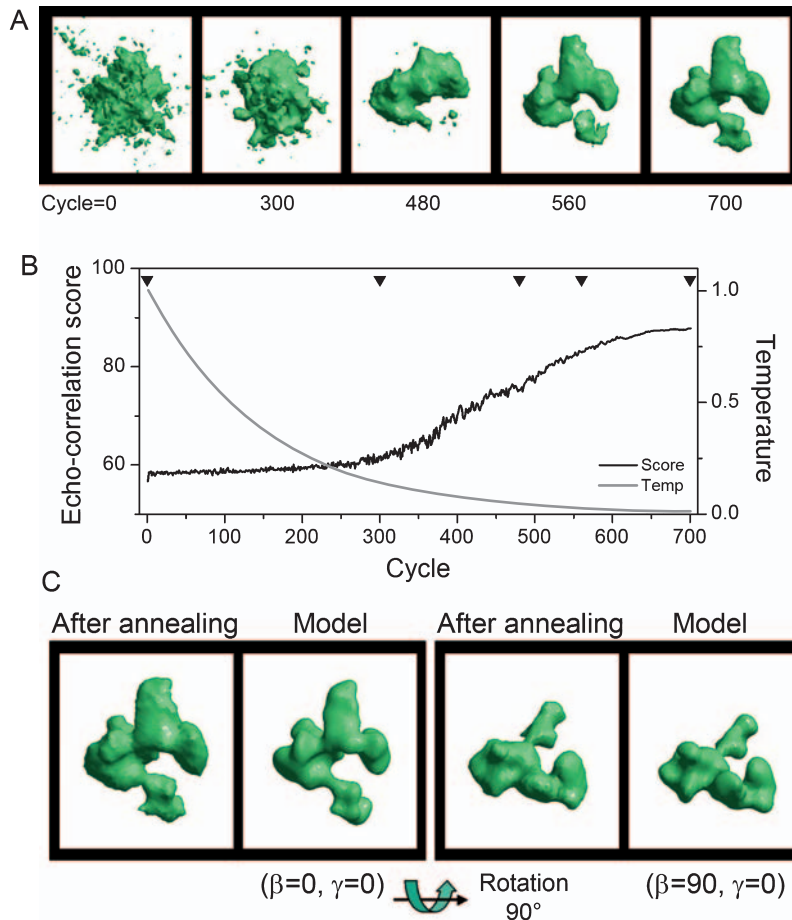 A
Cycle=0 300 480 560 700
B
Echo-correlation score
100
80
60
Temperature
1.0
0.5
0.0
Score
Temp
0 100 200 300 400 500 600 700
Cycle
C
After annealing Model After annealing Model
(β=0, γ=0) Rotation (β=90, γ=0)
90°